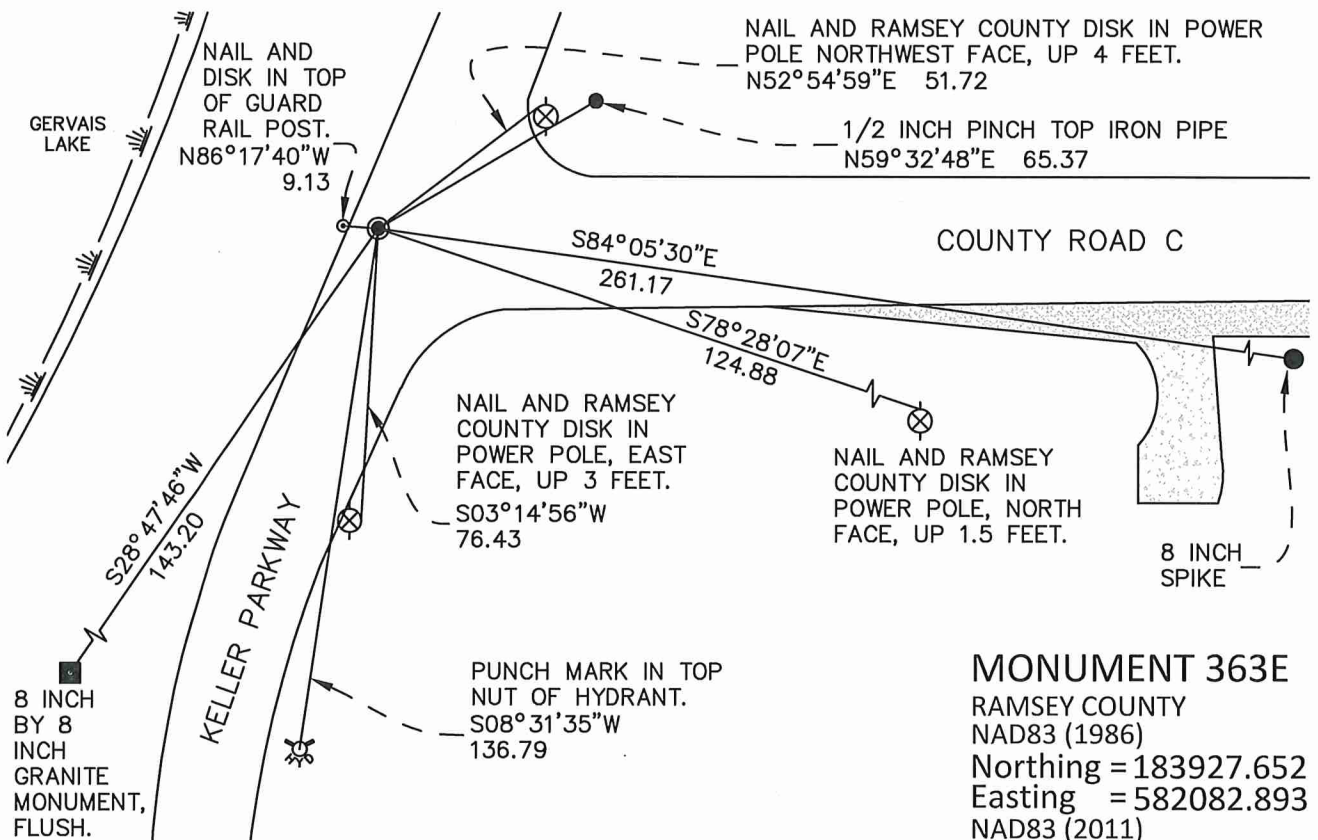 NAIL AND
DISK IN TOP
OF GUARD
RAIL POST.
N86°17'40"W
9.13
NAIL AND RAMSEY COUNTY DISK IN POWER
POLE NORTHWEST FACE, UP 4 FEET.
N52°54'59"E 51.72
GERVAIS
LAKE
1/2 INCH PINCH TOP IRON PIPE
N59°32'48"E 65.37
COUNTY ROAD C
S84°05'30"E
261.17
S78°28'07"E
124.88
NAIL AND RAMSEY
COUNTY DISK IN
POWER POLE, EAST
FACE, UP 3 FEET.
S03°14'56"W
76.43
NAIL AND RAMSEY
COUNTY DISK IN
POWER POLE, NORTH
FACE, UP 1.5 FEET.
8 INCH
SPIKE
S28°47'46"W
143.20
KELLER PARKWAY
8 INCH
BY 8
INCH
GRANITE
MONUMENT,
FLUSH.
PUNCH MARK IN TOP
NUT OF HYDRANT.
S08°31'35"W
136.79
MONUMENT 363E
RAMSEY COUNTY
NAD83 (1986)
Northing = 183927.652
Easting = 582082.893
NAD83 (2011)